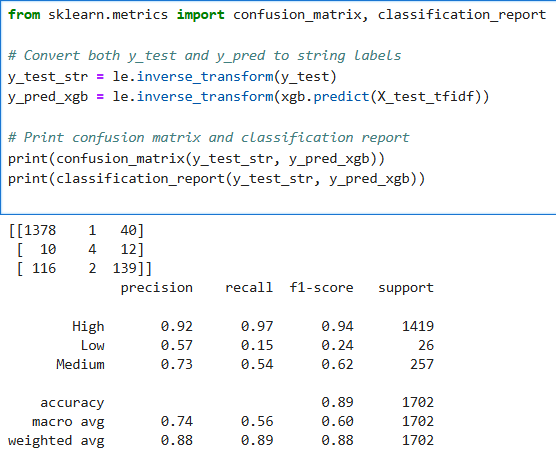 from sklearn.metrics import confusion_matrix, classification_report
# Convert both y_test and y_pred to string labels
y_test_str = le.inverse_transform(y_test)
y_pred_xgb = le.inverse_transform(xgb.predict(X_test_tfidf))
# Print confusion matrix and classification report
print(confusion_matrix(y_test_str, y_pred_xgb))
print(classification_report(y_test_str, y_pred_xgb))
[[1378    1   40]
 [  10    4   12]
 [ 116    2  139]]
              precision    recall  f1-score   support
        High       0.92      0.97      0.94      1419
         Low       0.57      0.15      0.24        26
      Medium       0.73      0.54      0.62       257
    accuracy                           0.89      1702
   macro avg       0.74      0.56      0.60      1702
weighted avg       0.88      0.89      0.88      1702